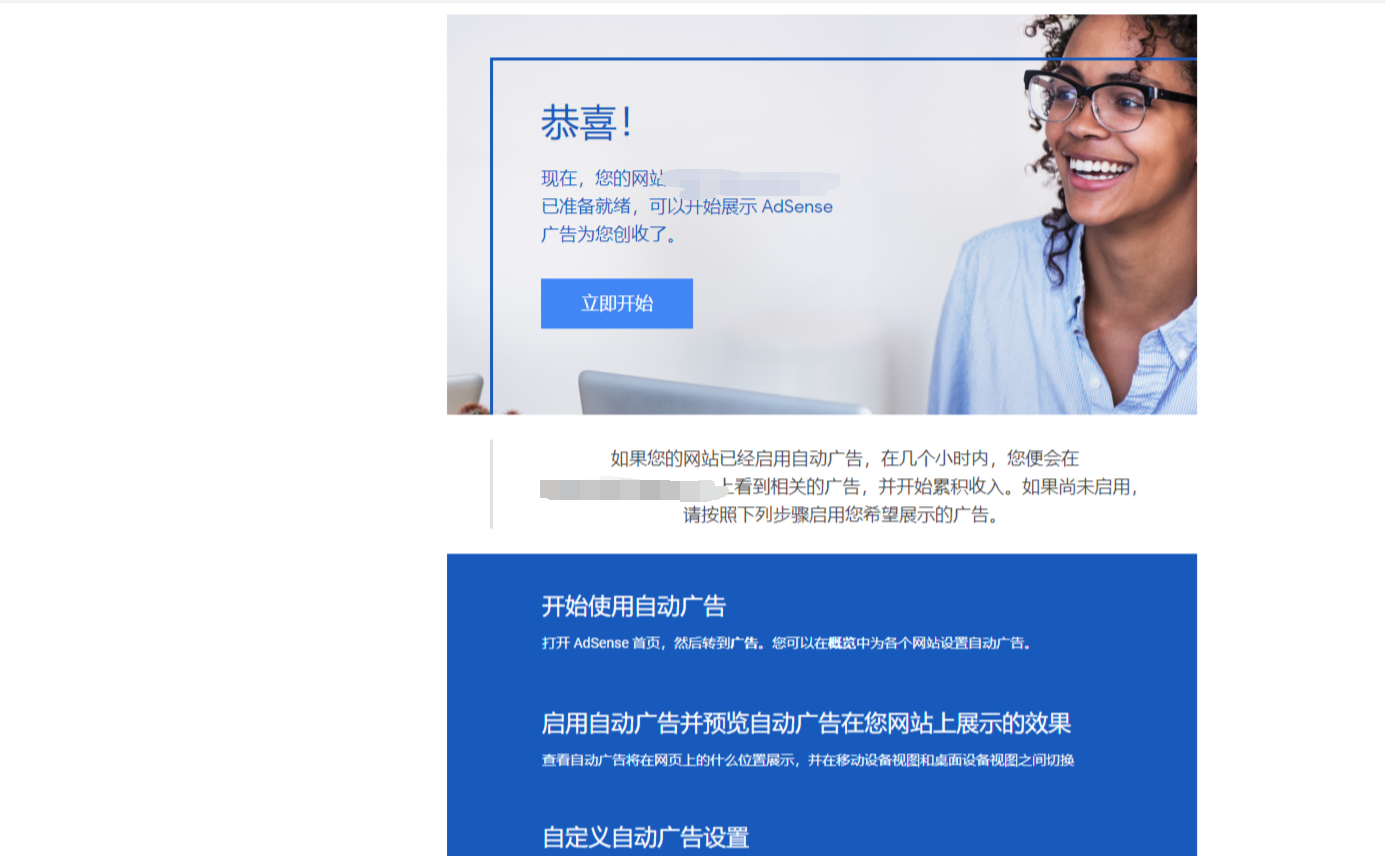 恭喜！
现在，您的网站
已准备就绪，可以开始展示 AdSense
广告为您创收了。
立即开始
如果您的网站已经启用自动广告，在几个小时内，您便会在
上看到相关的广告，并开始累积收入。如果尚未启用，
请按照下列步骤启用您希望展示的广告。
开始使用自动广告
打开 AdSense 首页，然后转到广告。您可以在概览中为各个网站设置自动广告。
启用自动广告并预览自动广告在您网站上展示的效果
查看自动广告将在网页上的什么位置展示，并在移动设备视图和桌面设备视图之间切换
自定义自动广告设置